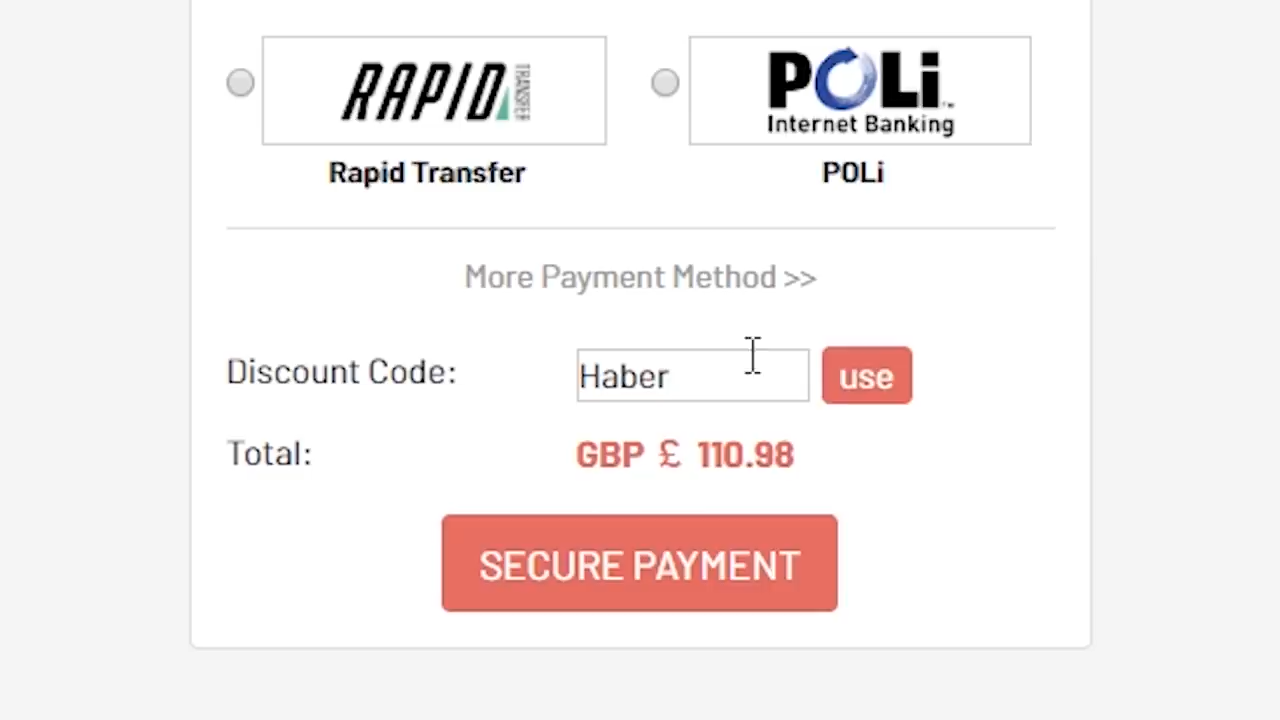 RAPID TRANSFER
POLi™
Internet Banking
Rapid Transfer
POLi
More Payment Method >>
Discount Code:
Haber
use
Total:
GBP £ 110.98
SECURE PAYMENT